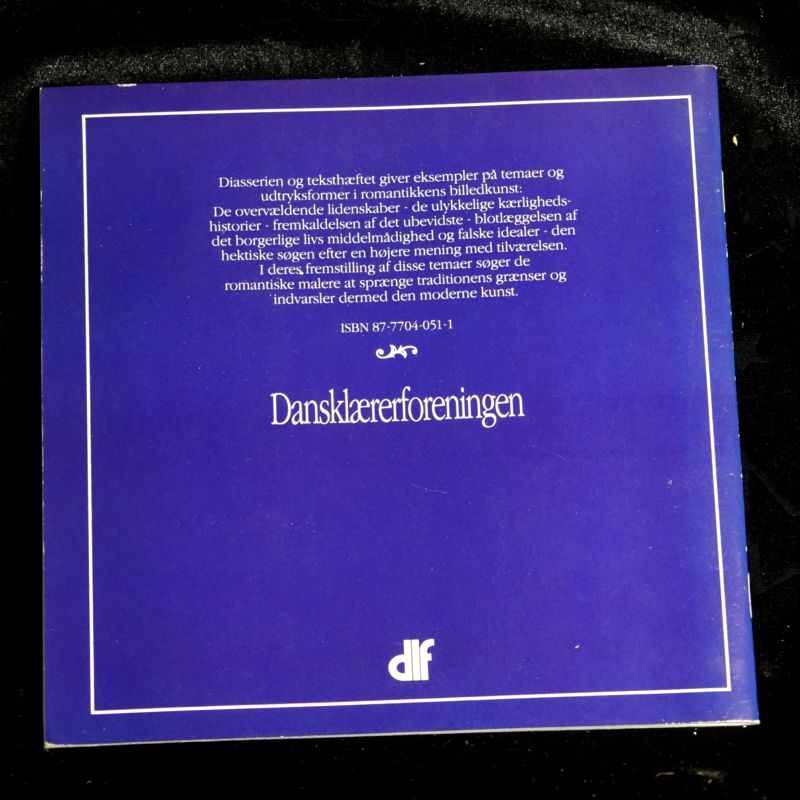 Diasserien og teksthæftet giver eksempler på temaer og
udtryksformer i romantikkens billedkunst:
De overvældende lidenskaber - de ulykkelige kærligheds-
historier - fremkaldelsen af det ubevidste - blotlæggelsen af
det borgerlige livs middelmådighed og falske idealer - den
hektiske søgen efter en højere mening med tilværelsen.
I deres fremstilling af disse temaer søger de
romantiske malere at sprænge traditionens grænser og
indvarsler dermed den moderne kunst.
ISBN 87-7704-051-1
Dansklærerforeningen
dlf